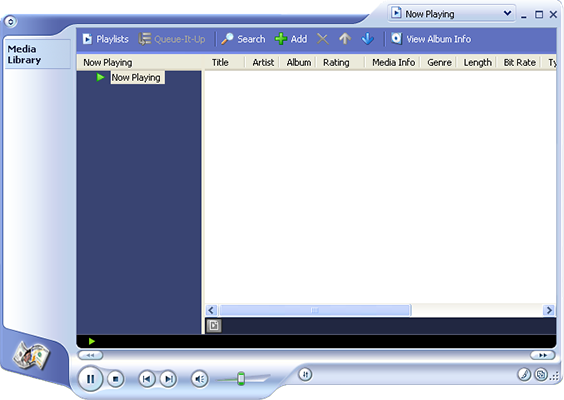 Now Playing
Media
Library
Playlists Queue-It-Up Search Add View Album Info
Now Playing Title Artist Album Rating Media Info Genre Length Bit Rate Ty
Now Playing